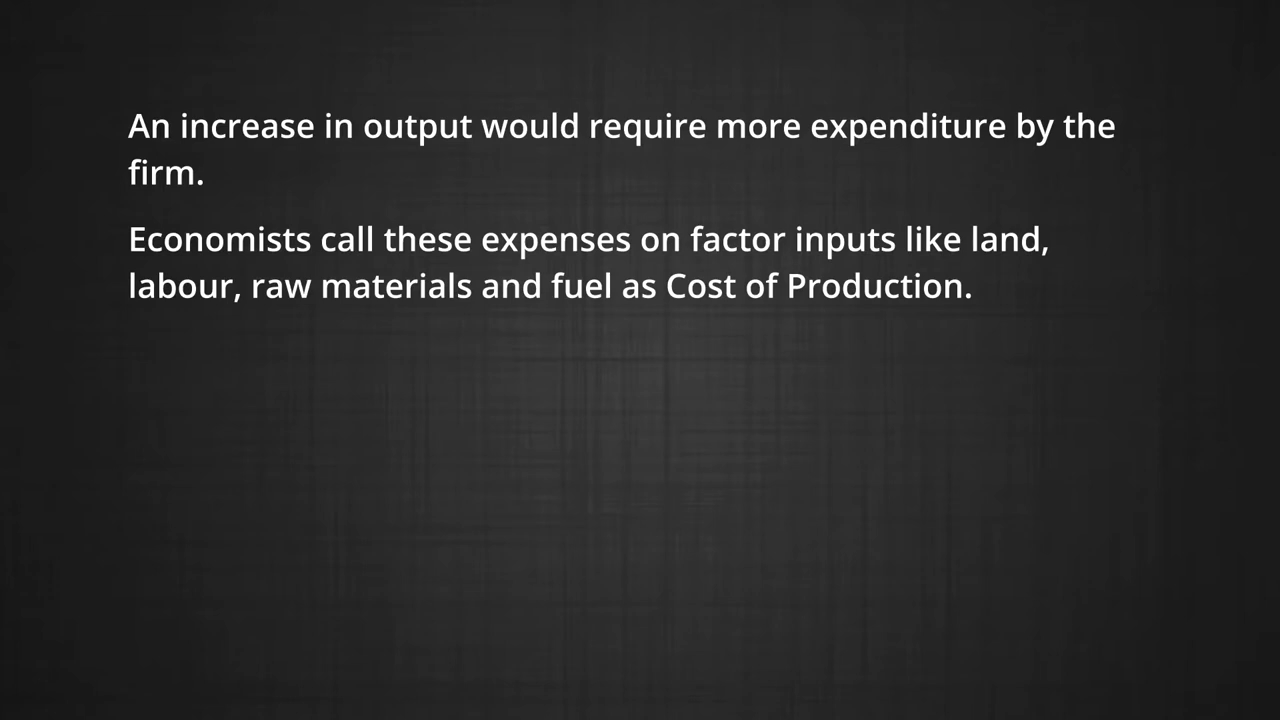 An increase in output would require more expenditure by the
firm.
Economists call these expenses on factor inputs like land,
labour, raw materials and fuel as Cost of Production.